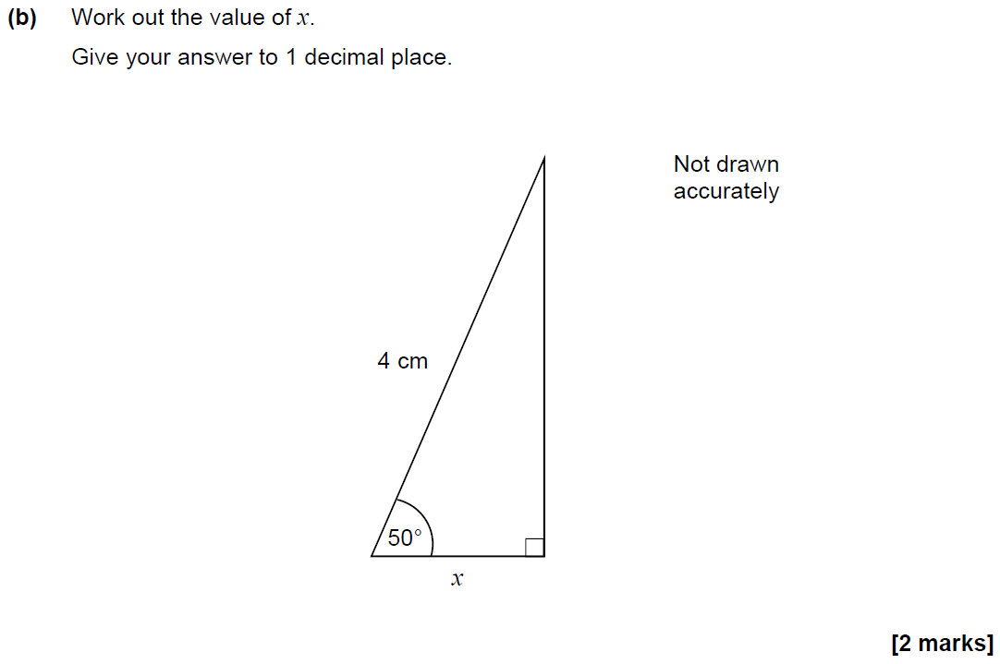 (b) Work out the value of x.
Give your answer to 1 decimal place.
Not drawn
accurately
4 cm
50°
x
[2 marks]